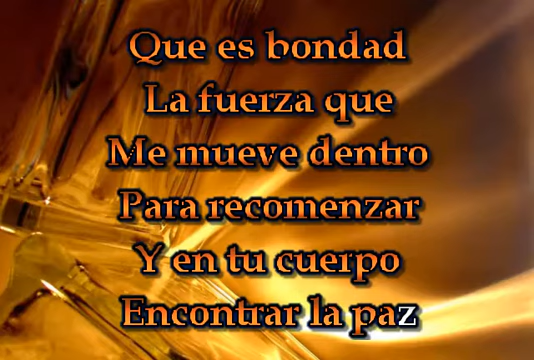 Que es bondad
La fuerza que
Me mueve dentro
Para recomenzar
Y en tu cuerpo
Encontrar la paz